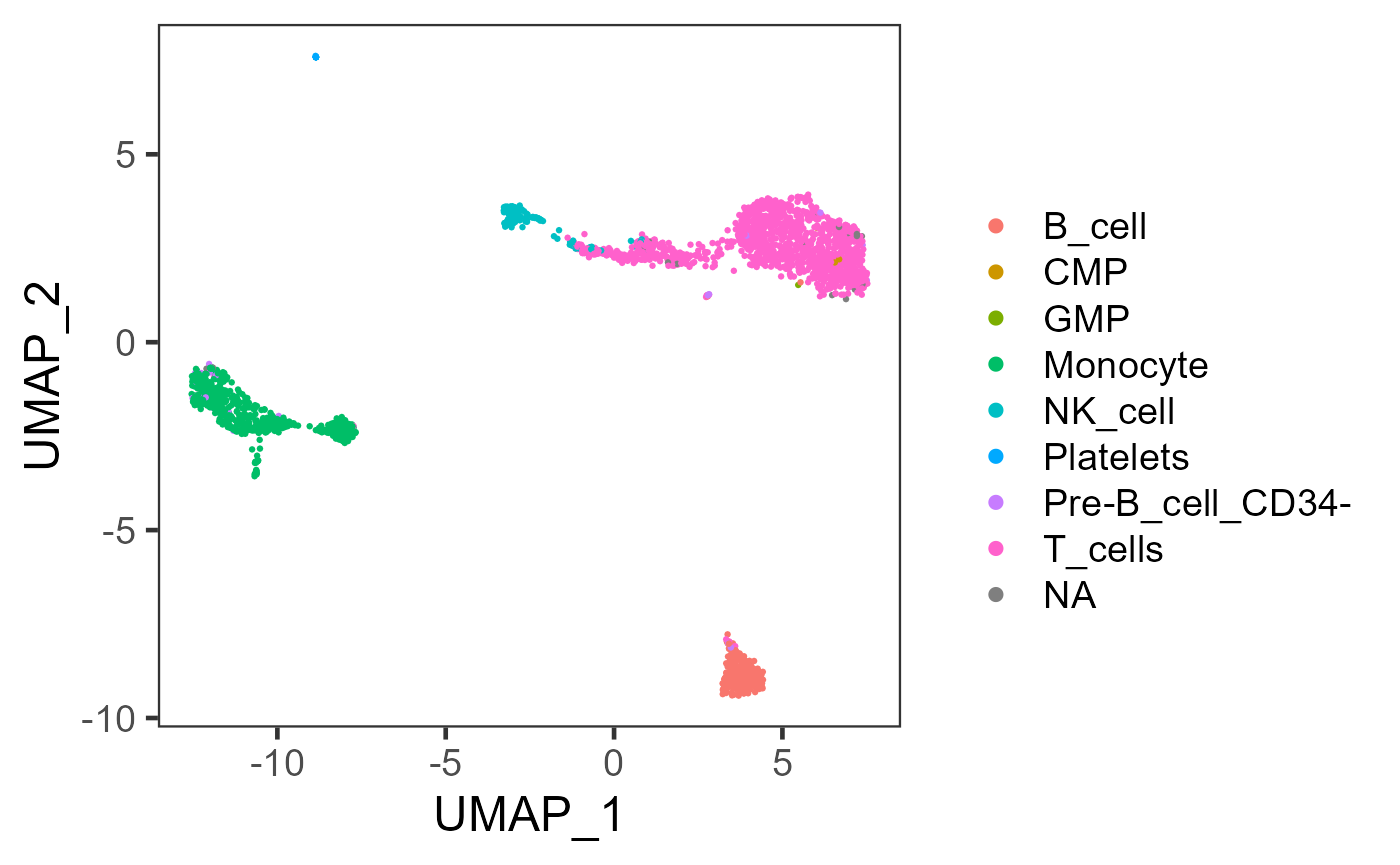 5
0
-5
-10
UMAP_2
-10
-5
0
5
UMAP_1
B_cell
CMP
GMP
Monocyte
NK_cell
Platelets
Pre-B_cell_CD34-
T_cells
NA